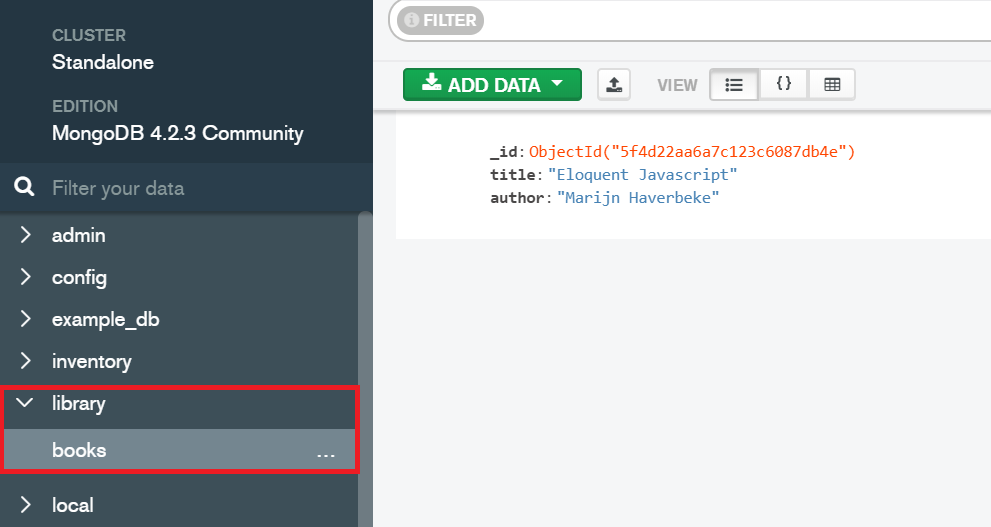 CLUSTER
Standalone
EDITION
MongoDB 4.2.3 Community
Filter your data
admin
config
example_db
inventory
library
books ...
local
FILTER
ADD DATA
VIEW
{}
_id: ObjectId("5f4d22aa6a7c123c6087db4e")
title: "Eloquent Javascript"
author: "Marijn Haverbeke"